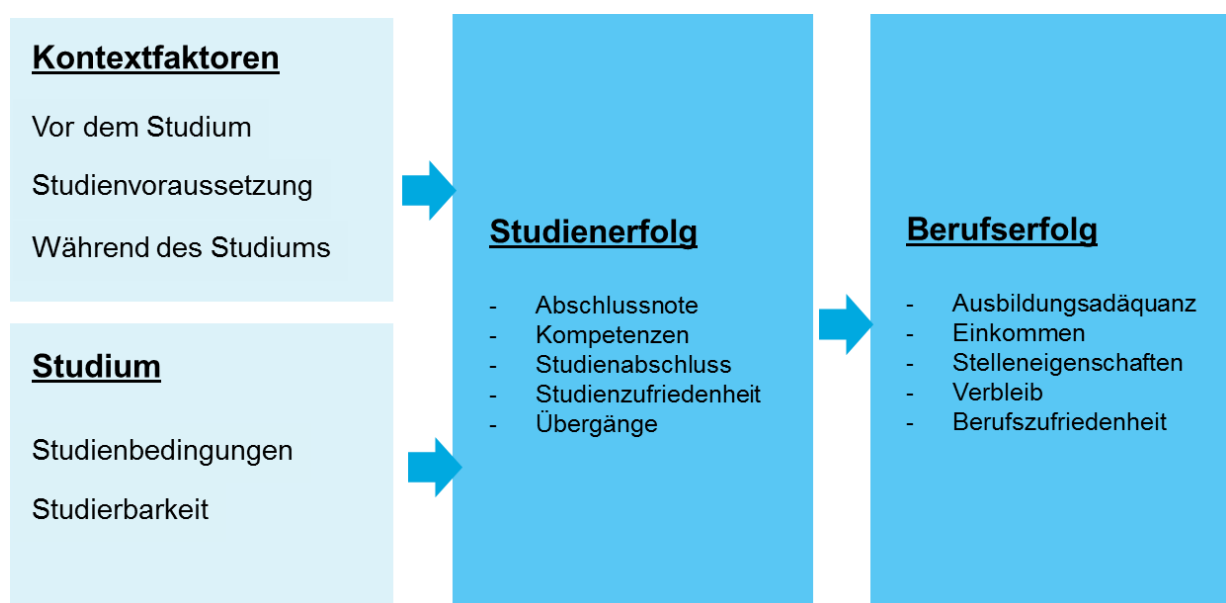 Kontextfaktoren
Vor dem Studium
Studienvoraussetzung
Während des Studiums
Studium
Studienbedingungen
Studierbarkeit
Studienerfolg
- Abschlussnote
- Kompetenzen
- Studienabschluss
- Studienzufriedenheit
- Übergänge
Berufserfolg
- Ausbildungsadäquanz
- Einkommen
- Stelleneigenschaften
- Verbleib
- Berufszufriedenheit